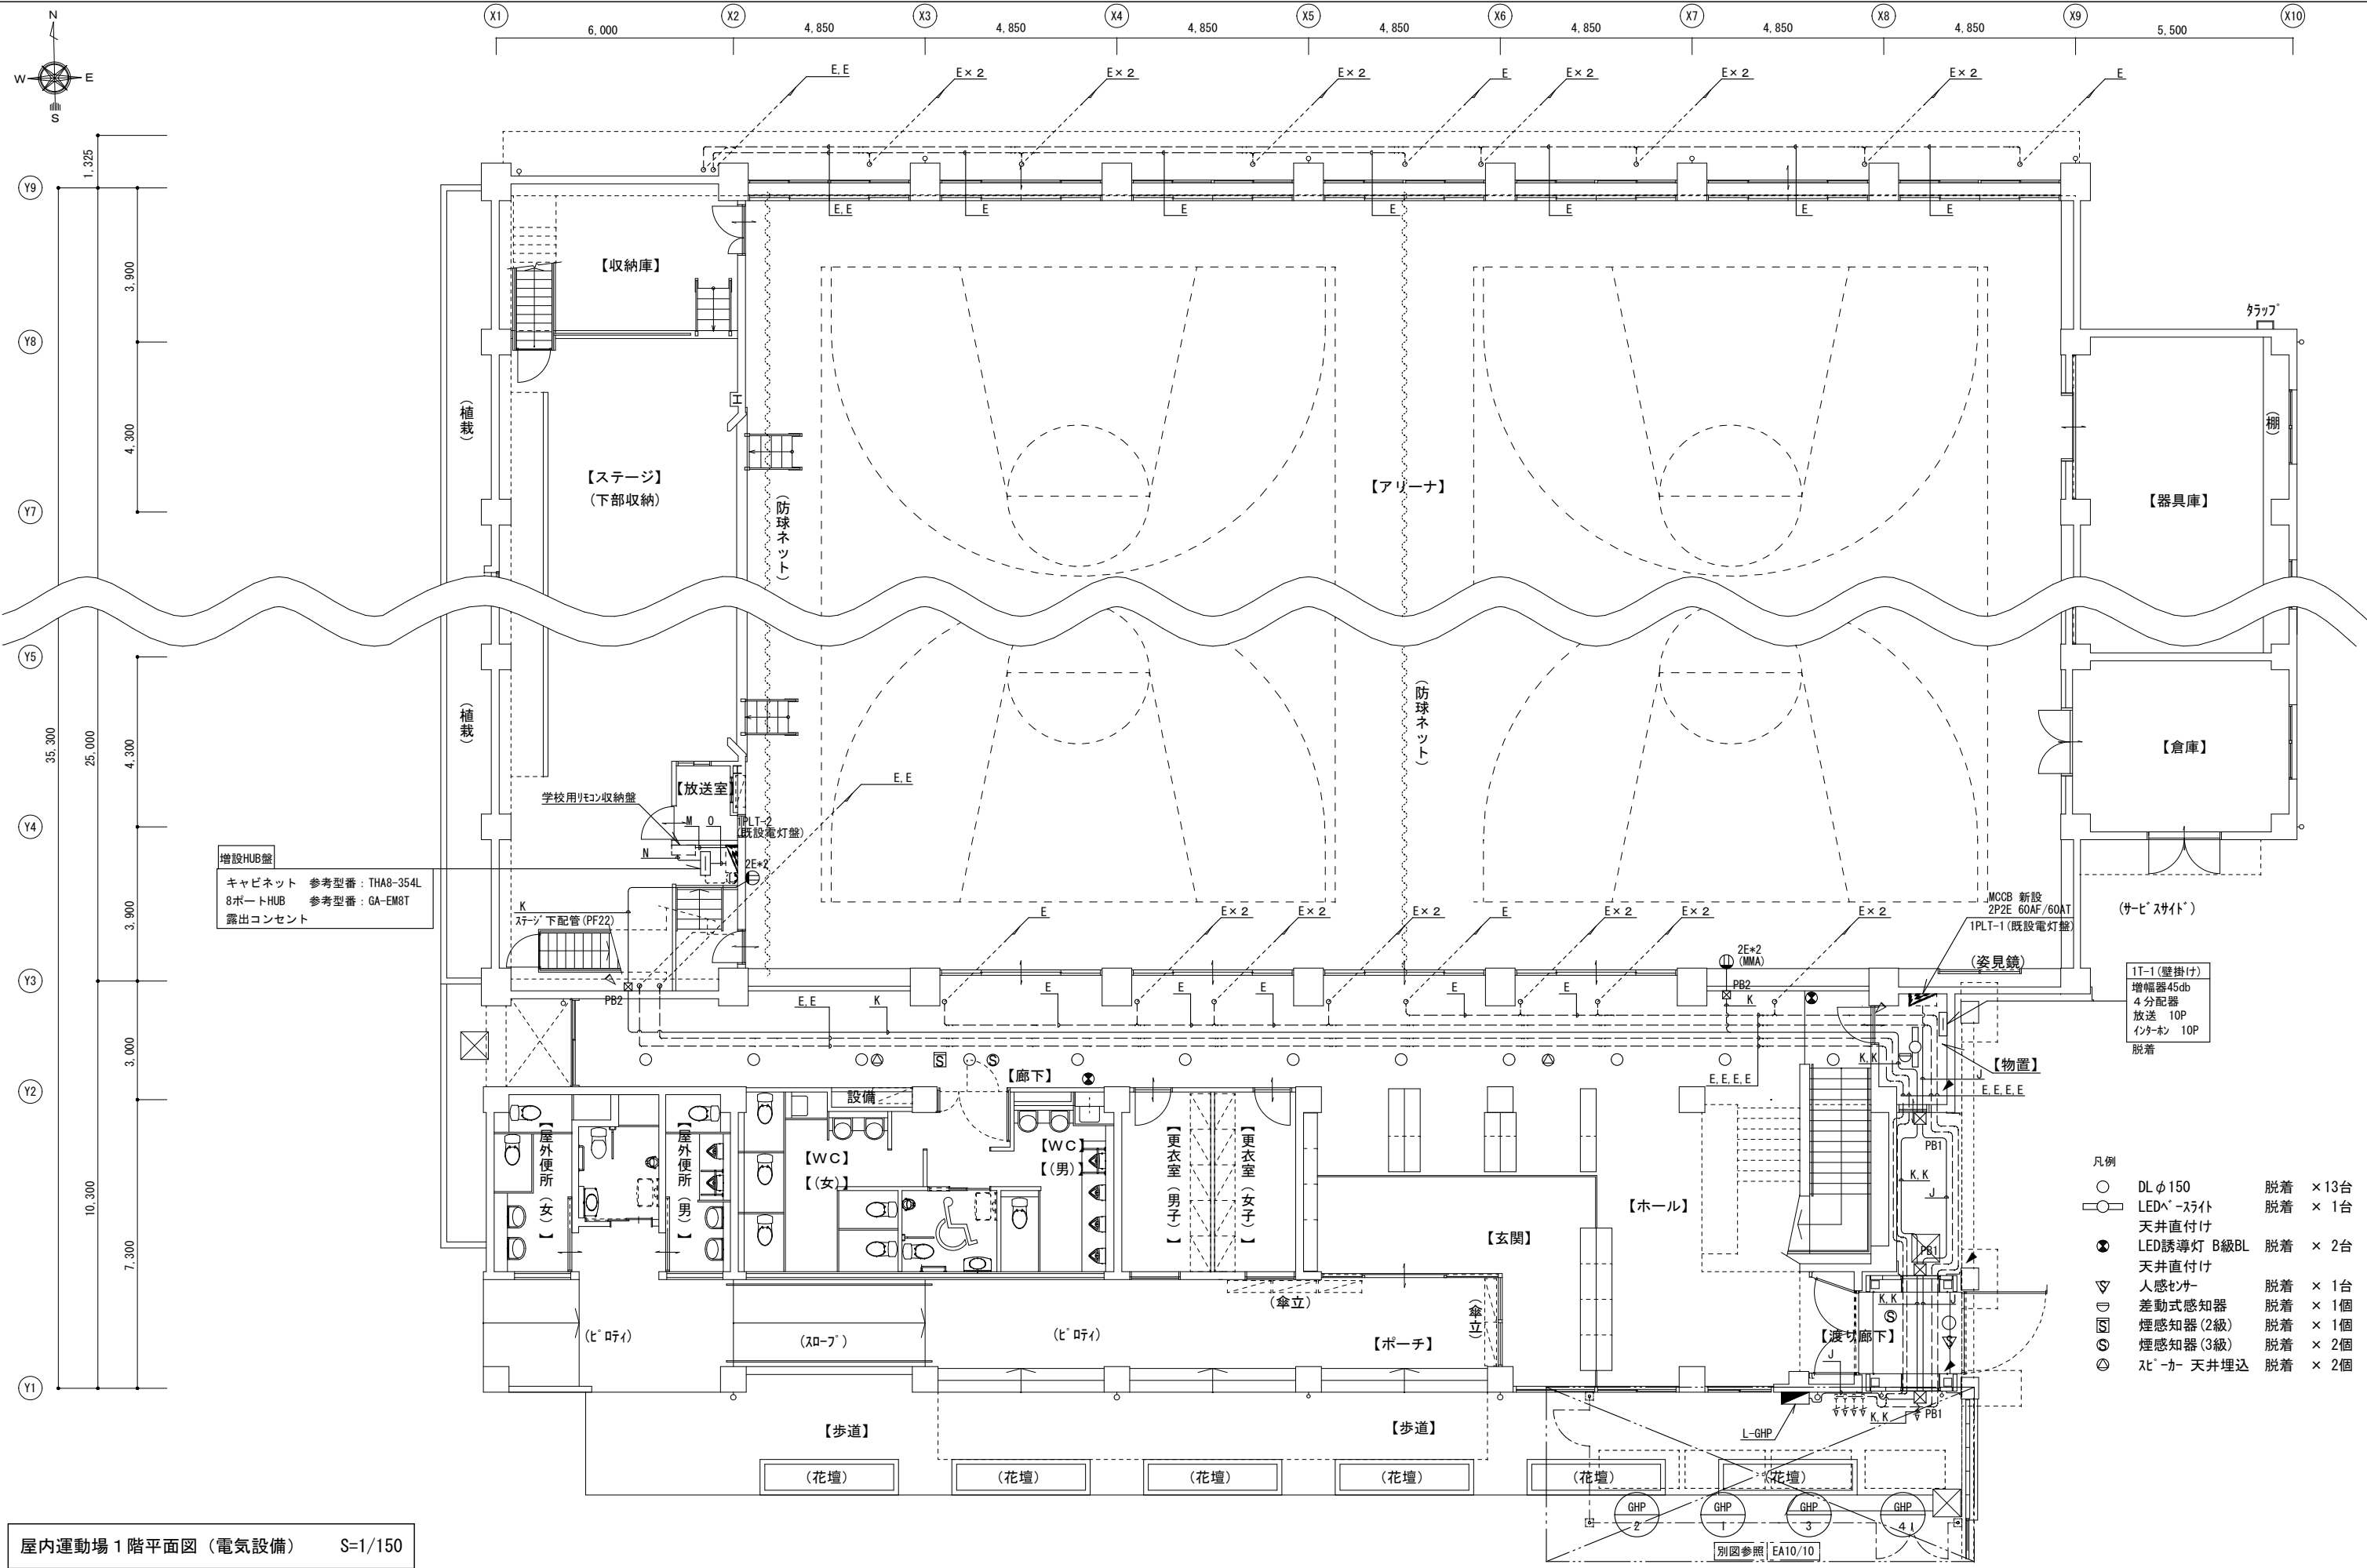 X1
X2
X3
X4
X5
X6
X7
X8
X9
X10
6,000
4,850
4,850
4,850
4,850
4,850
4,850
4,850
5,500
N
W
E
S
E,E
E×2
E×2
E×2
E
E×2
E×2
E×2
E
1,325
Y9
E,E
E
E
E
E
E
E
【収納庫】
3,900
Y8
タラップ
4,300
(植栽)
【ステージ】
(下部収納)
(防球ネット)
【アリーナ】
【器具庫】
(棚)
Y7
Y5
35,300
25,000
4,300
(植栽)
(防球ネット)
【倉庫】
【放送室】
E,E
学校用リモコン収納盤
Y4
M
O
1PLT-2
(既設電灯盤)
N
2E*2
増設HUB盤
キャビネット 参考型番:THA8-354L
8ポートHUB 参考型番:GA-EM8T
露出コンセント
3,900
K
ステージ下配管(PF22)
E
E×2
E×2
E×2
E
E×2
E×2
E×2
MCCB 新設
2P2E 60AF/60AT
1PLT-1(既設電灯盤)
(サービスサイド)
2E*2
(MMA)
(姿見鏡)
Y3
PB2
PB2
E,E
K
E
E
E
E
E
K
1T-1(壁掛け)
増幅器45db
4分配器
放送 10P
インターホン 10P
脱着
3,000
S
S
【廊下】
K,K
【物置】
J
E,E,E,E
E,E,E,E
Y2
設備
PB1
【屋外便所(女)】
【屋外便所(男)】
【WC】
【(女)】
【WC】
【(男)】
【更衣室(男子)】
【更衣室(女子)】
K,K
J
【ホール】
【玄関】
PB1
10,300
7,300
凡例
DLφ150 脱着 ×13台
LEDベースライト 脱着 × 1台
天井直付け
LED誘導灯 B級BL 脱着 × 2台
天井直付け
S 人感センサー 脱着 × 1台
差動式感知器 脱着 × 1個
S 煙感知器(2級) 脱着 × 1個
S 煙感知器(3級) 脱着 × 2個
スピーカー 天井埋込 脱着 × 2個
(傘立)
(傘立)
K,K
J
S
S
(ピロティ)
(スロープ)
(ピロティ)
【ポーチ】
【渡り廊下】
J
Y1
K,K
PB1
L-GHP
【歩道】
【歩道】
(花壇)
(花壇)
(花壇)
(花壇)
(花壇)
(花壇)
GHP
2
GHP
1
GHP
3
GHP
4
別図参照 EA10/10
屋内運動場1階平面図(電気設備) S=1/150